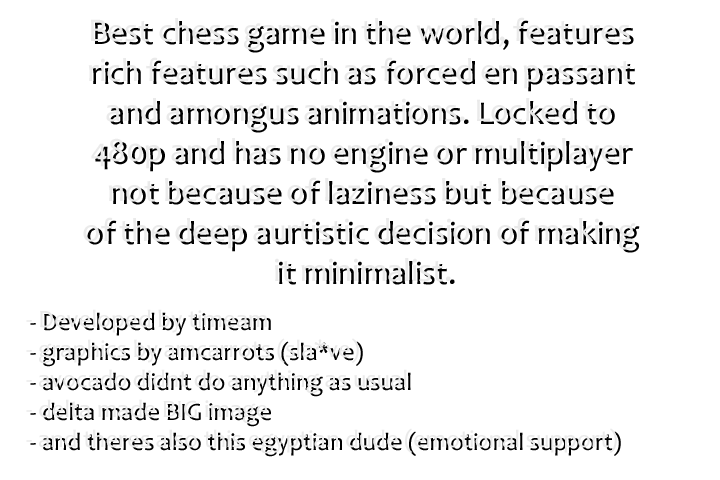 Best chess game in the world, features
rich features such as forced en passant
and amongus animations. Locked to
480p and has no engine or multiplayer
not because of laziness but because
of the deep aurtistic decision of making
it minimalist.
- Developed by timeam
- graphics by amcarrots (sla*ve)
- avocado didnt do anything as usual
- delta made BIG image
- and theres also this egyptian dude (emotional support)